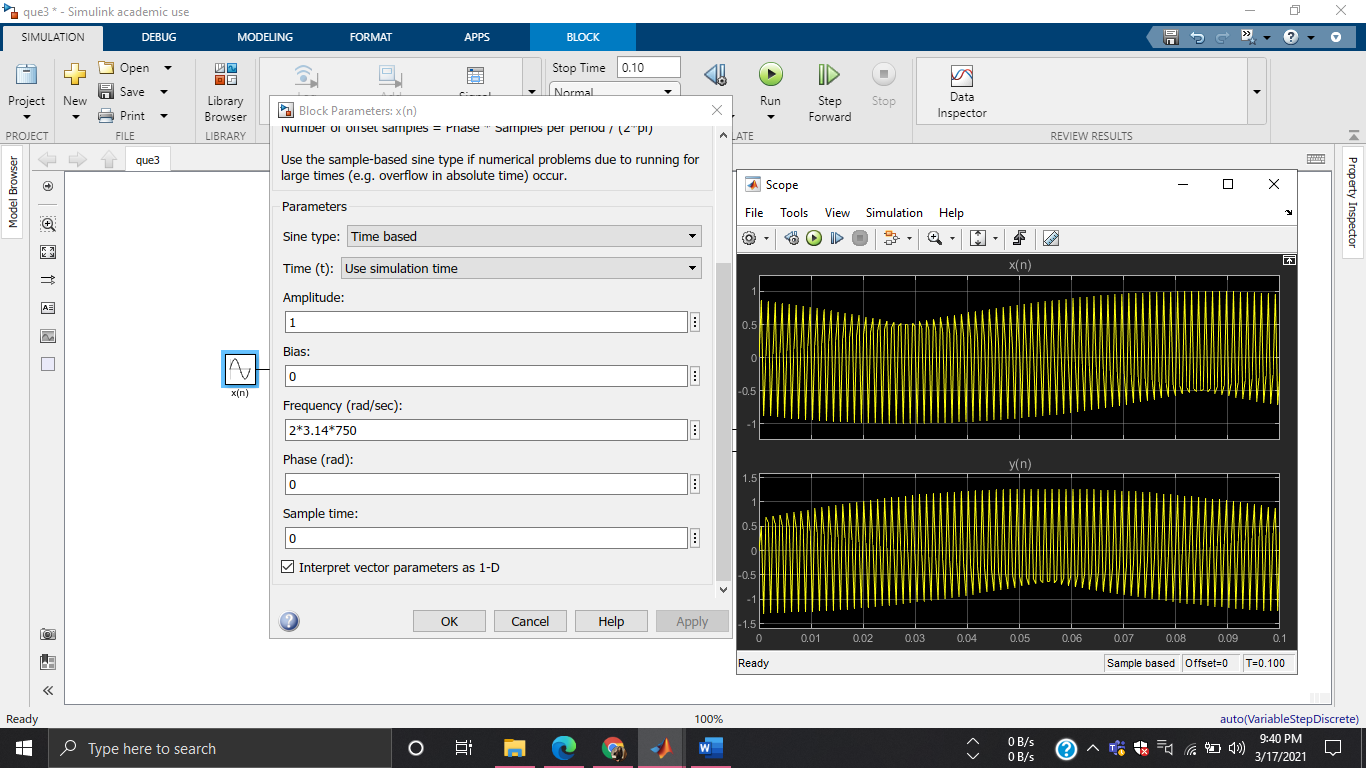 que3 * - Simulink academic use
SIMULATION DEBUG MODELING FORMAT APPS BLOCK
Project
New
Open
Save
Print
Library
Browser
Stop Time 0.10
Normal
Run
Step
Forward
Stop
Data
Inspector
PROJECT FILE LIBRARY REVIEW RESULTS
que3
Model Browser
Property Inspector
x(n)
Block Parameters: x(n)
Number of offset samples = Phase * Samples per period / (2*pi)
Use the sample-based sine type if numerical problems due to running for
large times (e.g. overflow in absolute time) occur.
Parameters
Sine type: Time based
Time (t): Use simulation time
Amplitude:
1
Bias:
0
Frequency (rad/sec):
2*3.14*750
Phase (rad):
0
Sample time:
0
Interpret vector parameters as 1-D
OK Cancel Help Apply
Scope
File Tools View Simulation Help
x(n)
1
0.5
0
-0.5
-1
y(n)
1.5
1
0.5
0
-0.5
-1
-1.5
0 0.01 0.02 0.03 0.04 0.05 0.06 0.07 0.08 0.09 0.1
Ready Sample based Offset=0 T=0.100
Ready 100% auto(VariableStepDiscrete)
Type here to search
0 B/s
0 B/s
9:40 PM
3/17/2021